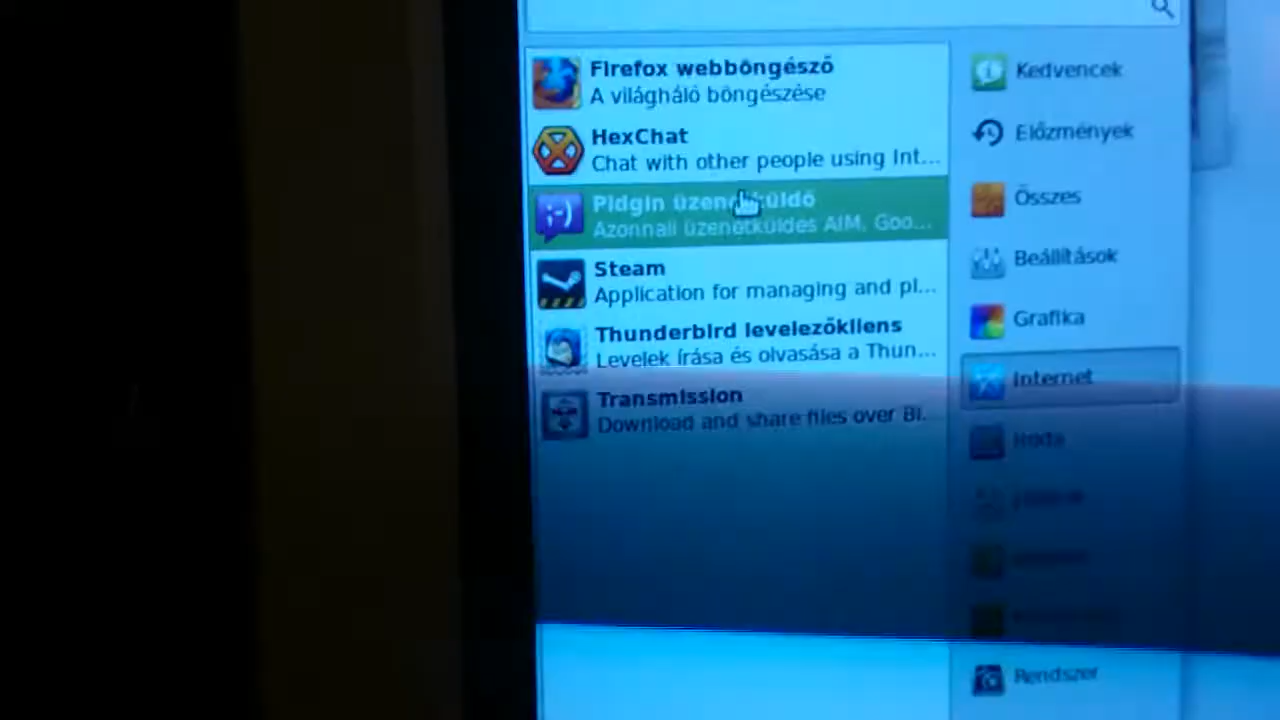 Firefox webböngésző
A világháló böngészése
HexChat
Chat with other people using Int...
Pidgin
Azonnali üzenetküldés AIM, Goo...
Steam
Application for managing and pl...
Thunderbird levelezőkliens
Levelek írása és olvasása a Thun...
Transmission
Download and share files over Bi.
Kedvencek
Előzmények
Összes
Beállítások
Grafika
Internet
Iroda
Rendszer